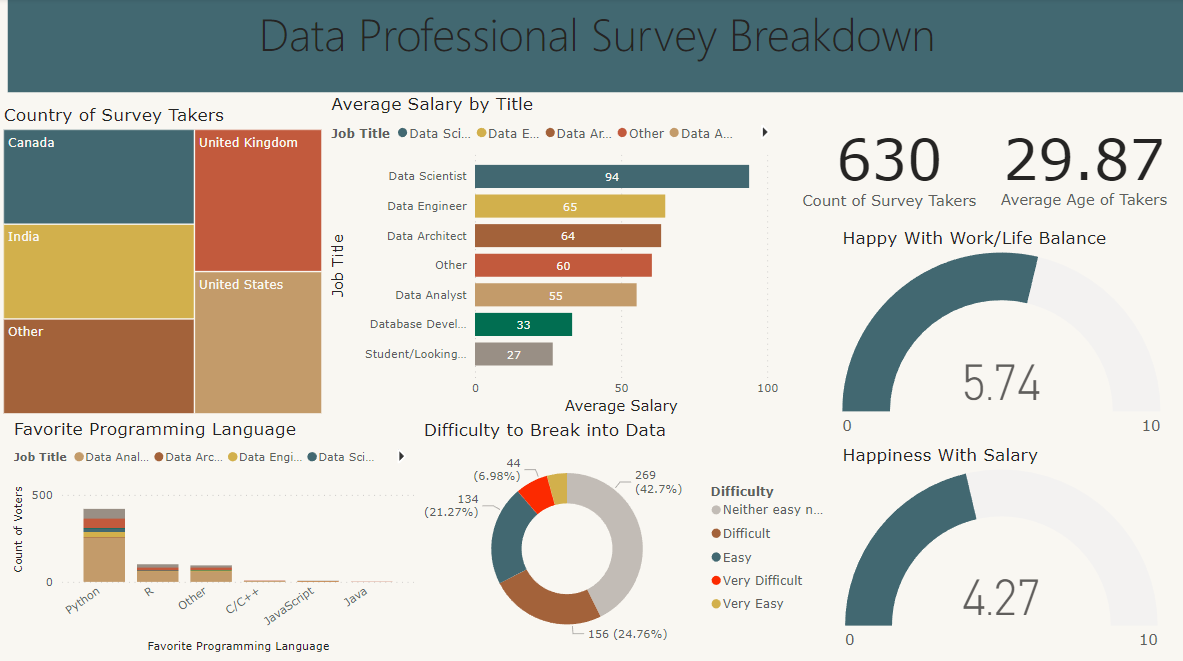 Data Professional Survey Breakdown
Country of Survey Takers
Canada
United Kingdom
India
United States
Other
Average Salary by Title
Job Title Data Sci... Data E... Data Ar... Other Data A...
Job Title
Data Scientist 94
Data Engineer 65
Data Architect 64
Other 60
Data Analyst 55
Database Devel... 33
Student/Looking... 27
0 50 100
Average Salary
630
Count of Survey Takers
29.87
Average Age of Takers
Happy With Work/Life Balance
5.74
0 10
Favorite Programming Language
Job Title Data Anal... Data Arc... Data Engi... Data Sci...
Count of Voters
500
0
Python R Other C/C++ JavaScript Java
Favorite Programming Language
Difficulty to Break into Data
44
(6.98%)
269
(42.7%)
134
(21.27%)
156 (24.76%)
Difficulty
Neither easy n...
Difficult
Easy
Very Difficult
Very Easy
Happiness With Salary
4.27
0 10